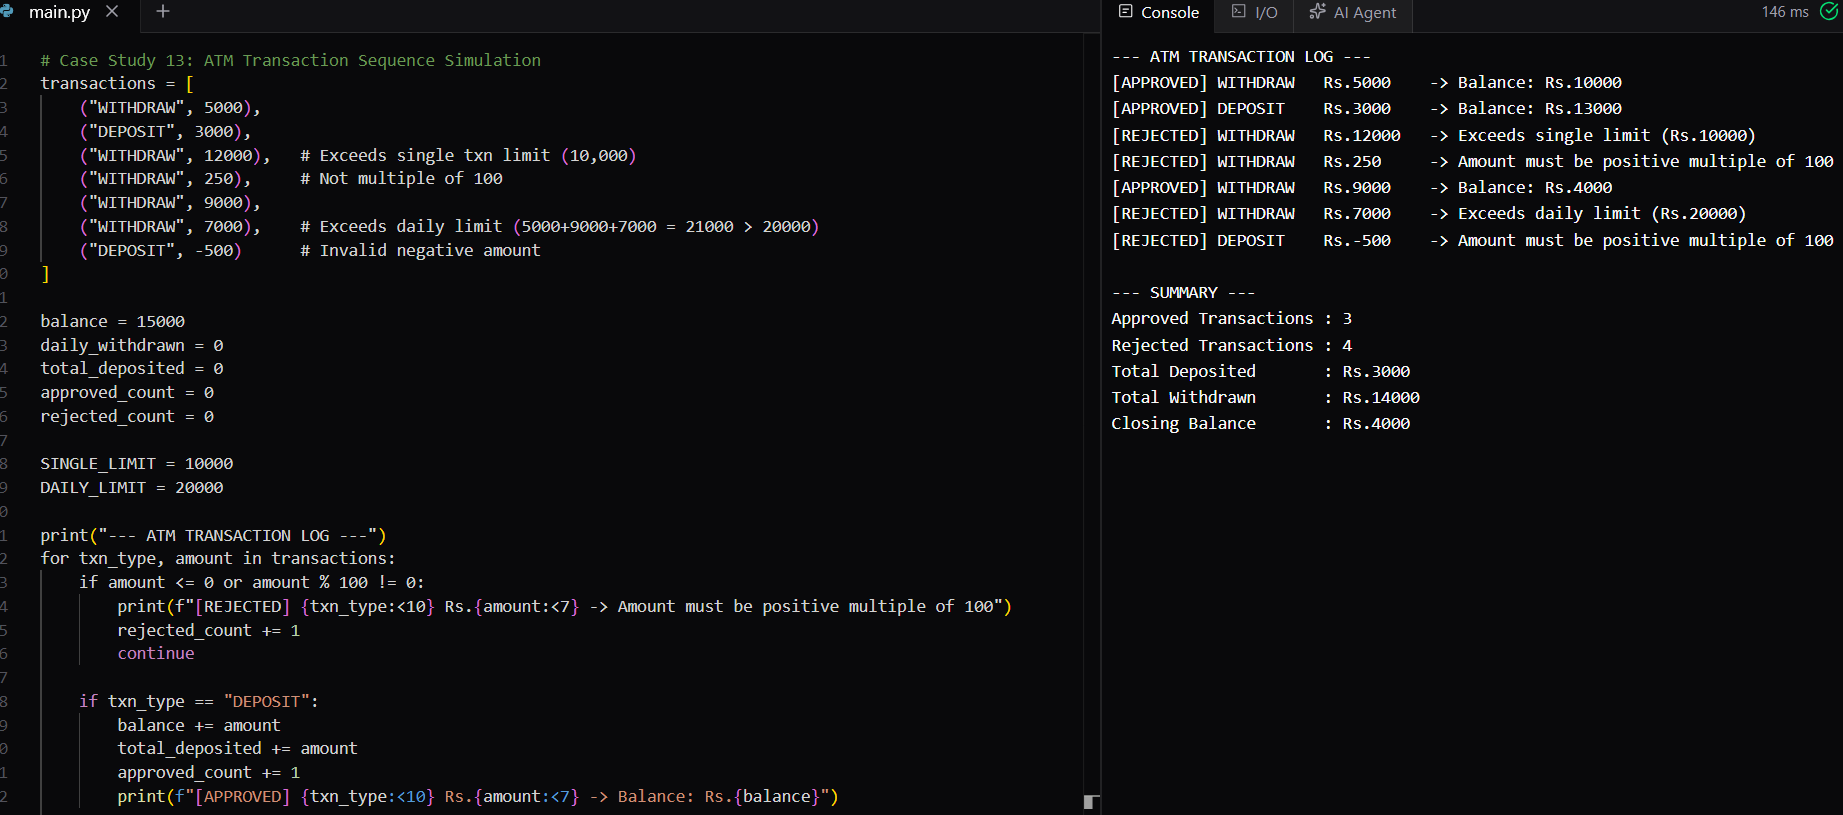 main.py
# Case Study 13: ATM Transaction Sequence Simulation
transactions = [
    ("WITHDRAW", 5000),
    ("DEPOSIT", 3000),
    ("WITHDRAW", 12000),   # Exceeds single txn limit (10,000)
    ("WITHDRAW", 250),     # Not multiple of 100
    ("WITHDRAW", 9000),
    ("WITHDRAW", 7000),    # Exceeds daily limit (5000+9000+7000 = 21000 > 20000)
    ("DEPOSIT", -500)      # Invalid negative amount
]
balance = 15000
daily_withdrawn = 0
total_deposited = 0
approved_count = 0
rejected_count = 0
SINGLE_LIMIT = 10000
DAILY_LIMIT = 20000
print("--- ATM TRANSACTION LOG ---")
for txn_type, amount in transactions:
    if amount <= 0 or amount % 100 != 0:
        print(f"[REJECTED] {txn_type:<10} Rs.{amount:<7} -> Amount must be positive multiple of 100")
        rejected_count += 1
        continue
    if txn_type == "DEPOSIT":
        balance += amount
        total_deposited += amount
        approved_count += 1
        print(f"[APPROVED] {txn_type:<10} Rs.{amount:<7} -> Balance: Rs.{balance}")
Console
I/O
AI Agent
146 ms
--- ATM TRANSACTION LOG ---
[APPROVED] WITHDRAW   Rs.5000    -> Balance: Rs.10000
[APPROVED] DEPOSIT    Rs.3000    -> Balance: Rs.13000
[REJECTED] WITHDRAW   Rs.12000   -> Exceeds single limit (Rs.10000)
[REJECTED] WITHDRAW   Rs.250     -> Amount must be positive multiple of 100
[APPROVED] WITHDRAW   Rs.9000    -> Balance: Rs.4000
[REJECTED] WITHDRAW   Rs.7000    -> Exceeds daily limit (Rs.20000)
[REJECTED] DEPOSIT    Rs.-500    -> Amount must be positive multiple of 100
--- SUMMARY ---
Approved Transactions : 3
Rejected Transactions : 4
Total Deposited       : Rs.3000
Total Withdrawn       : Rs.14000
Closing Balance       : Rs.4000